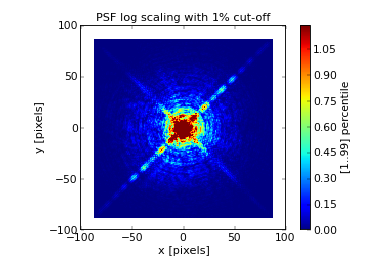 PSF log scaling with 1% cut-off
100
50
0
−50
−100
−100 −50 0 50 100
y [pixels]
x [pixels]
1.05
0.90
0.75
0.60
0.45
0.30
0.15
0.00
[1..99] percentile